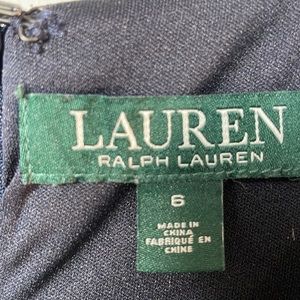 LAUREN
RALPH LAUREN
6
MADE IN
CHINA
FABRIQUÉ EN
CHINE